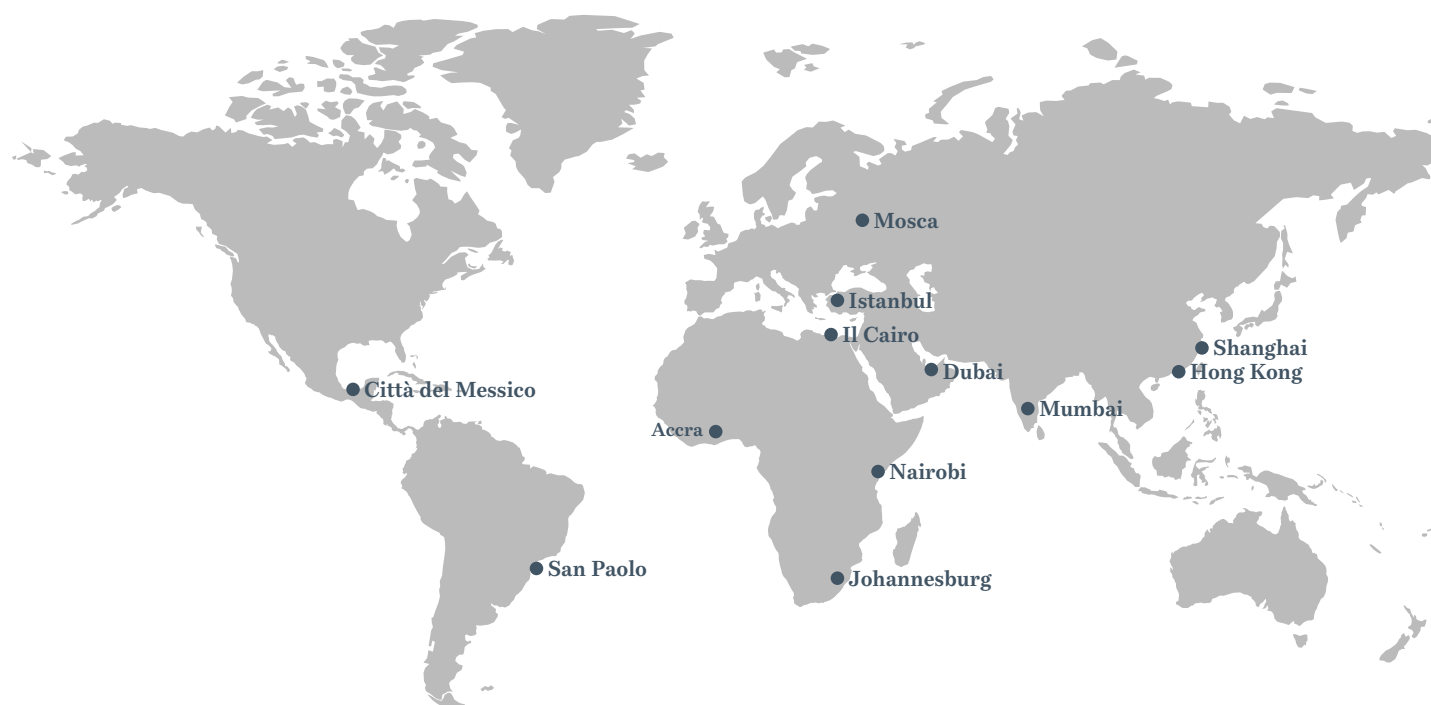 Mosca
Istanbul
Il Cairo
Shanghai
Dubai
Hong Kong
Città del Messico
Mumbai
Accra
Nairobi
San Paolo
Johannesburg